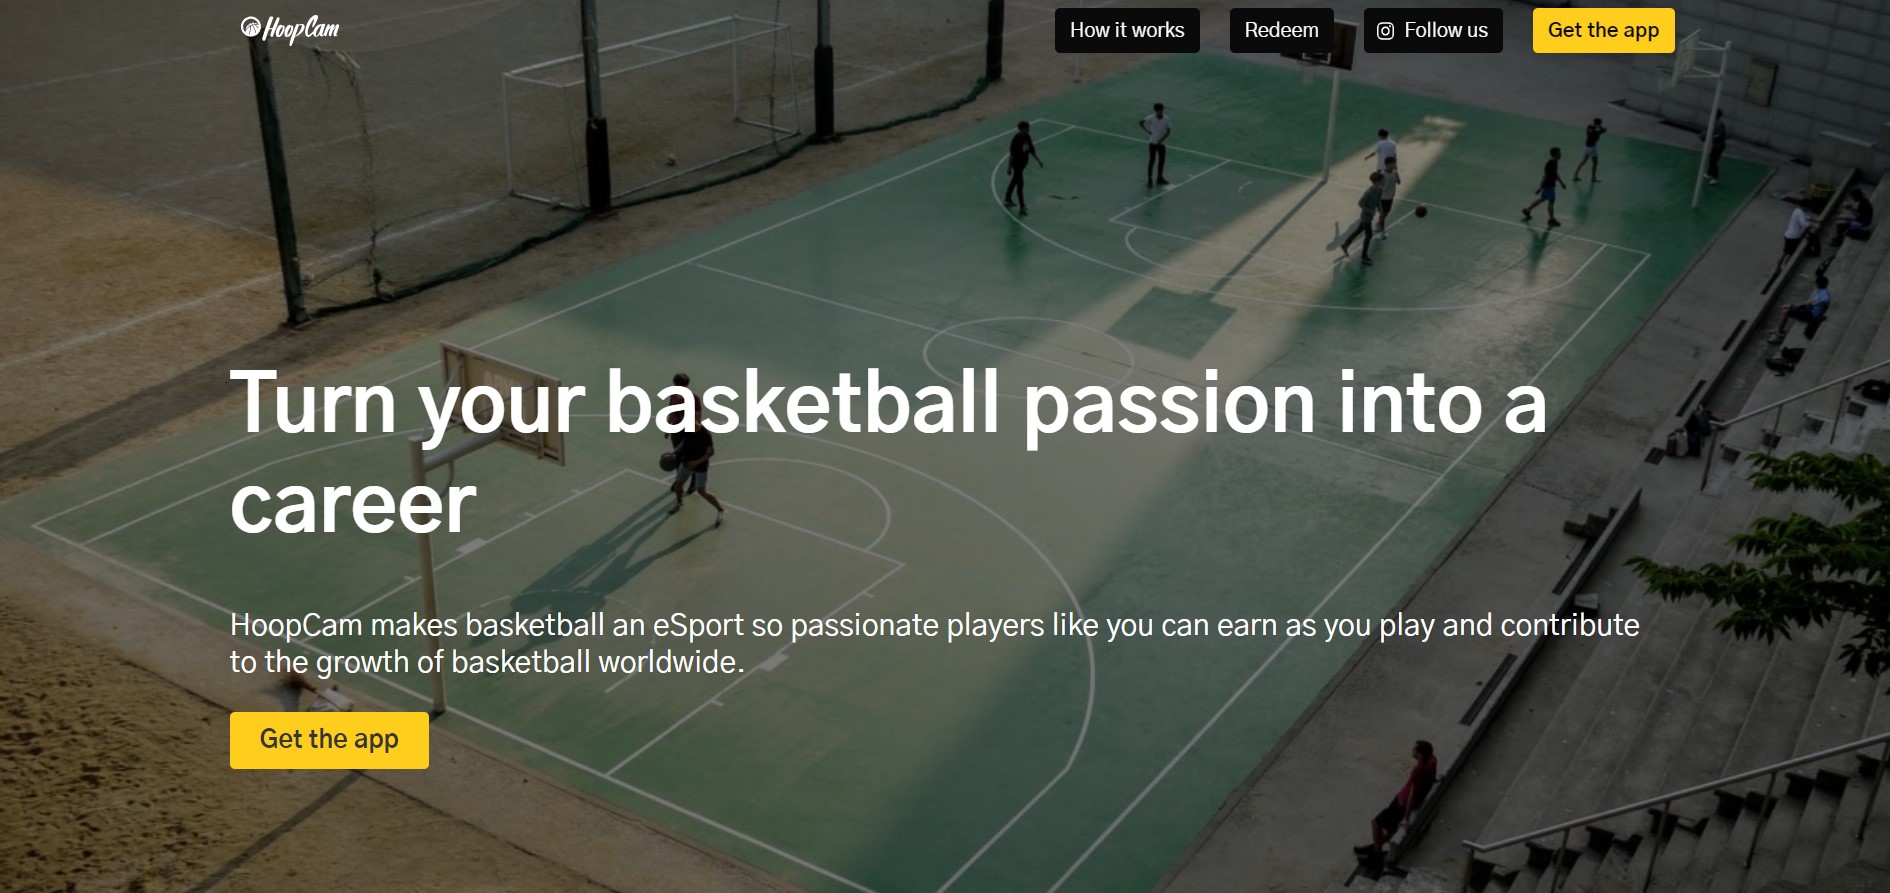 HoopCam
How it works
Redeem
Follow us
Get the app
Turn your basketball passion into a
career
HoopCam makes basketball an eSport so passionate players like you can earn as you play and contribute
to the growth of basketball worldwide.
Get the app